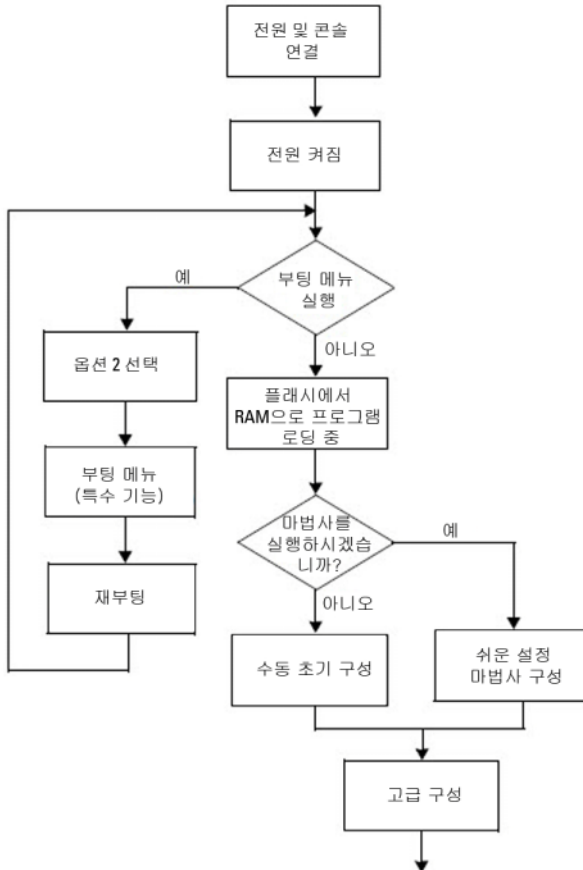 전원 및 콘솔
연결
전원 켜짐
부팅 메뉴
실행
예
아니오
옵션 2 선택
플래시에서
RAM으로 프로그램
로딩 중
부팅 메뉴
(특수 기능)
마법사를
실행하시겠습
니까?
예
아니오
재부팅
수동 초기 구성
쉬운 설정
마법사 구성
고급 구성